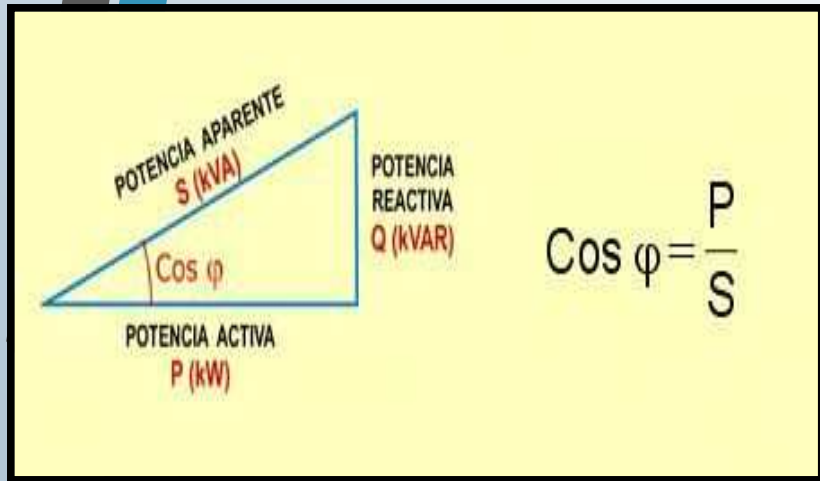 POTENCIA APARENTE
S (kVA)
POTENCIA
REACTIVA
Q (kVAR)
Cos φ
POTENCIA ACTIVA
P (kW)
Cos φ = P
S